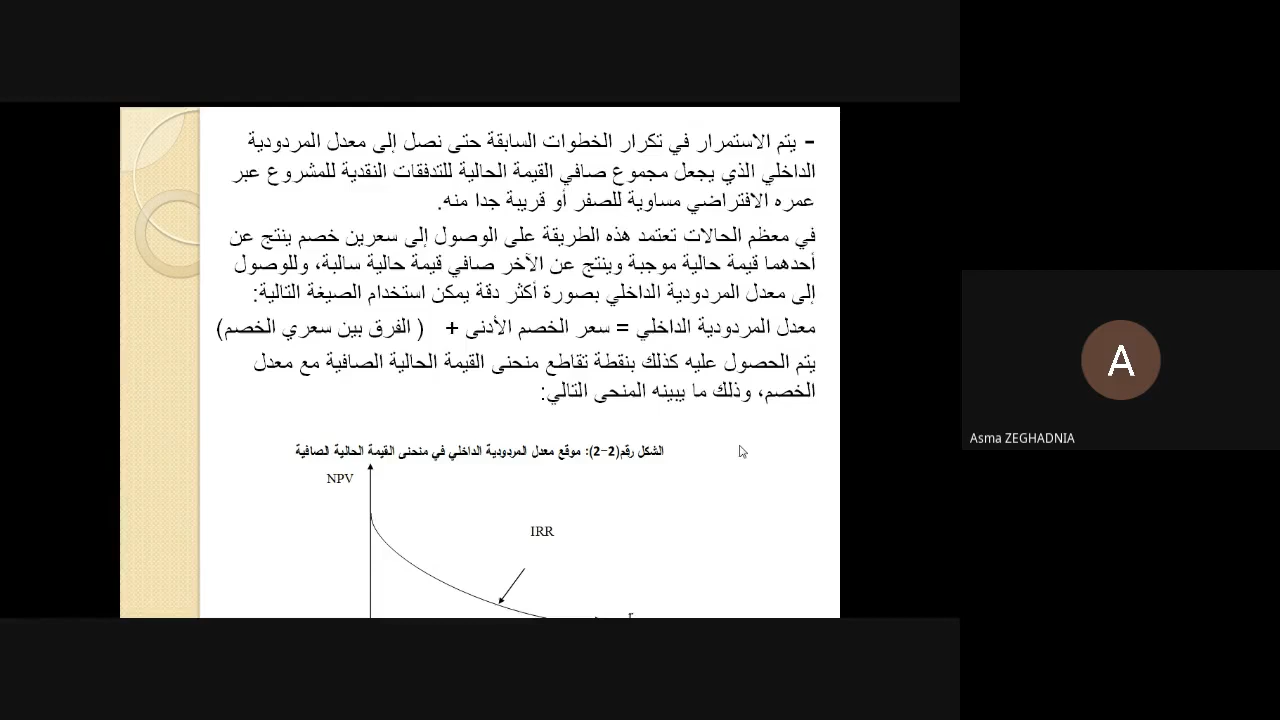 - يتم الاستمرار في تكرار الخطوات السابقة حتى نصل إلى معدل المردودية
الداخلي الذي يجعل مجموع صافي القيمة الحالية للتدفقات النقدية للمشروع عبر
عمره الافتراضي مساوية للصفر أو قريبة جدا منه.
في معظم الحالات تعتمد هذه الطريقة على الوصول إلى سعرين خصم ينتج عن
أحدهما قيمة حالية موجبة وينتج عن الآخر صافي قيمة حالية سالبة، وللوصول
إلى معدل المردودية الداخلي بصورة أكثر دقة يمكن استخدام الصيغة التالية:
معدل المردودية الداخلي = سعر الخصم الأدنى + ( الفرق بين سعري الخصم)
يتم الحصول عليه كذلك بنقطة تقاطع منحنى القيمة الحالية الصافية مع معدل
الخصم، وذلك ما يبينه المنحى التالي:
الشكل رقم(2-2): موقع معدل المردودية الداخلي في منحنى القيمة الحالية الصافية
NPV
IRR
r
A
Asma ZEGHADNIA